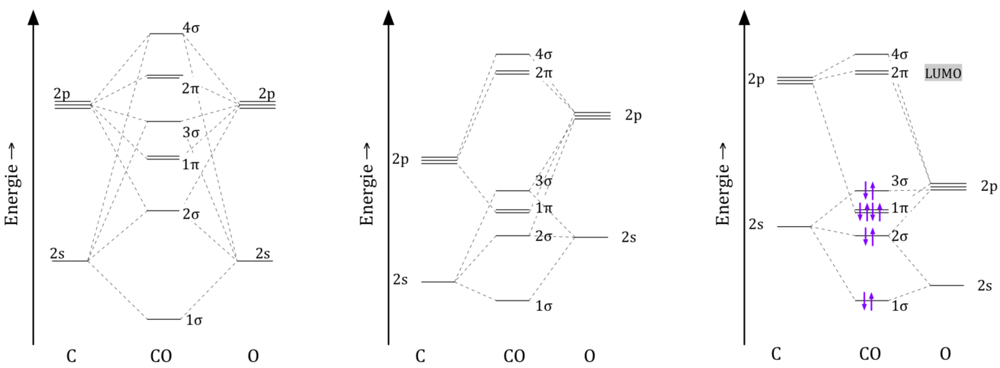 Energie →
4σ
2π
2p
2p
3σ
1π
2σ
2s
2s
1σ
C
CO
O
Energie →
4σ
2π
2p
2p
3σ
1π
2σ
2s
2s
1σ
C
CO
O
Energie →
4σ
2π
LUMO
2p
3σ
2p
1π
2s
2σ
2s
1σ
C
CO
O